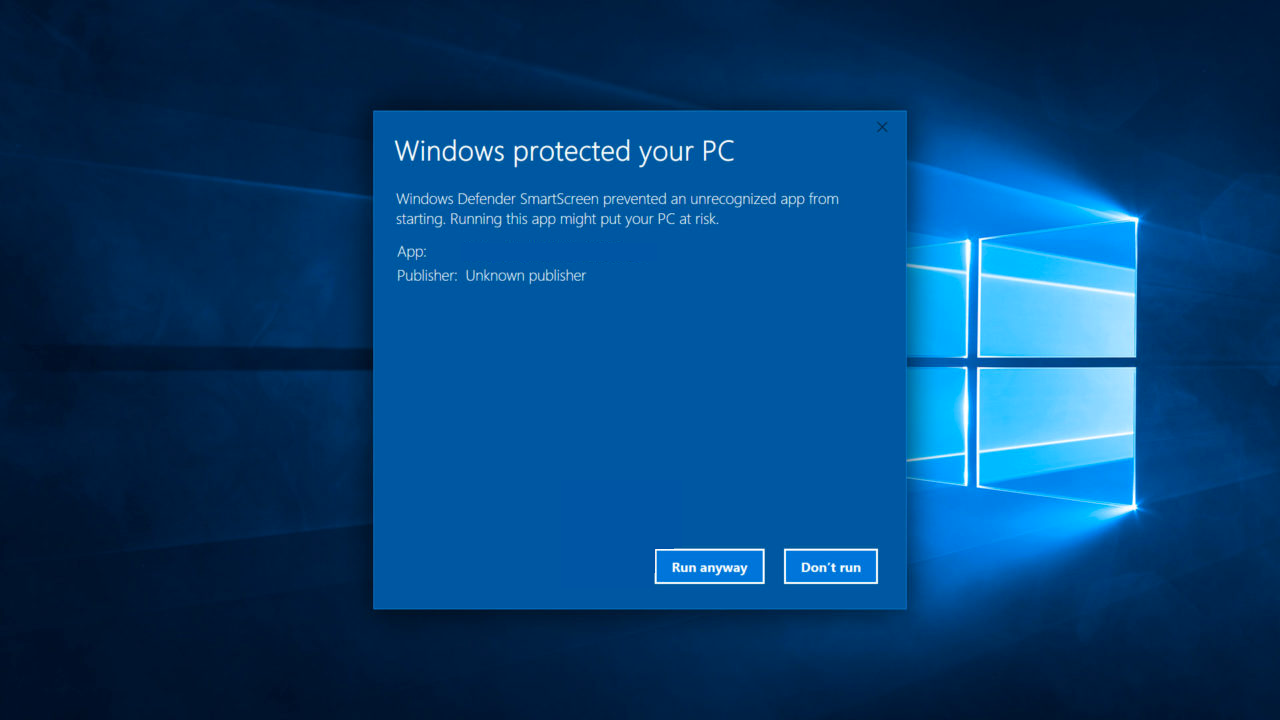 Windows protected your PC
Windows Defender SmartScreen prevented an unrecognized app from
starting. Running this app might put your PC at risk.
App:
Publisher: Unknown publisher
Run anyway
Don't run